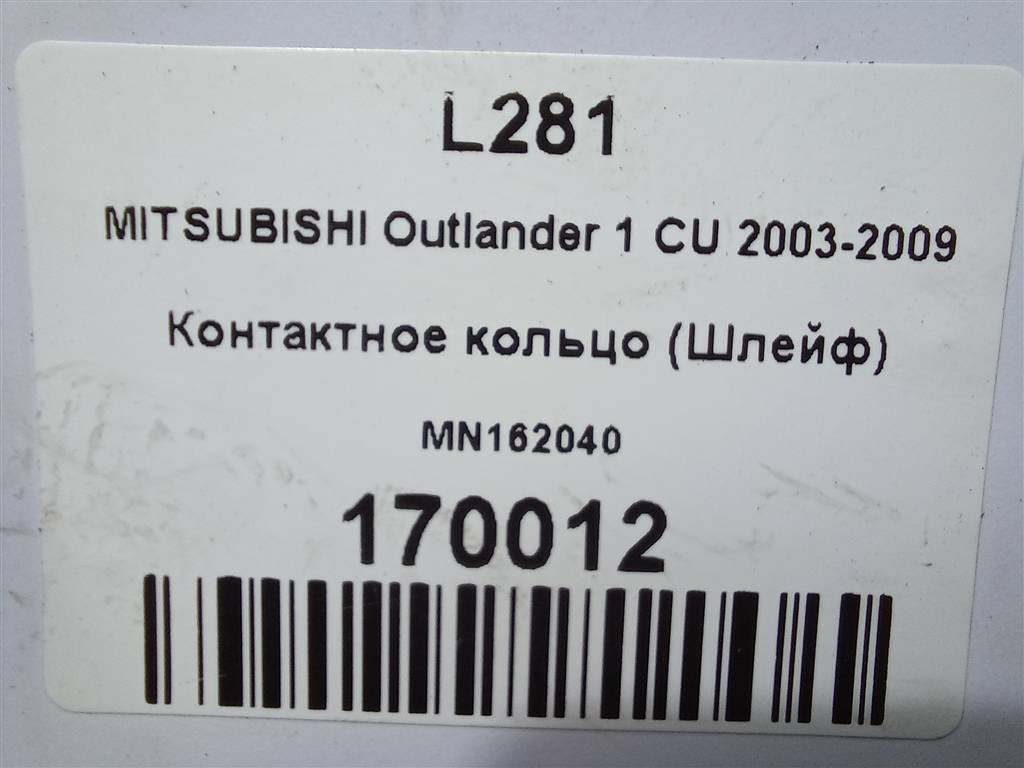 L281
MITSUBISHI Outlander 1 CU 2003-2009
Контактное кольцо (Шлейф)
MN162040
170012